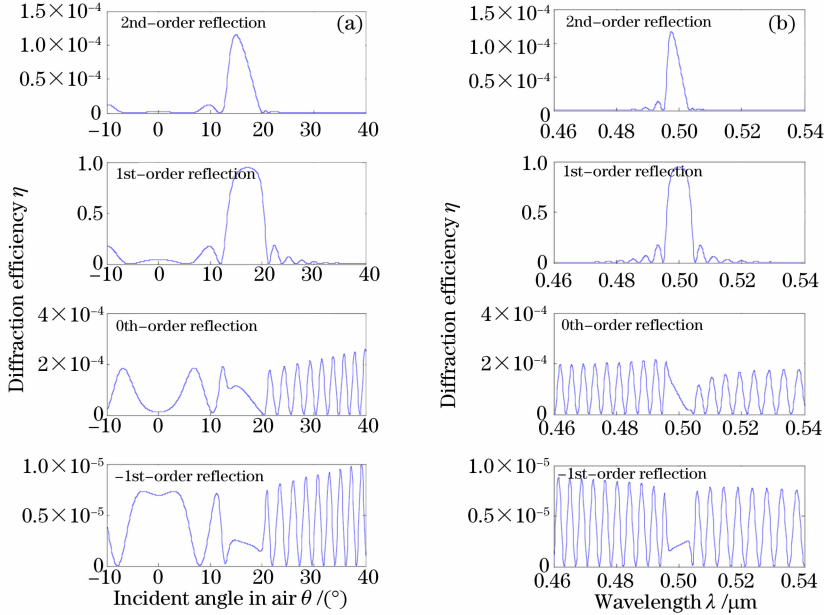 (a)
2nd-order reflection
1.5×10⁻⁴
1.0×10⁻⁴
0.5×10⁻⁴
0
−10 0 10 20 30 40
1st-order reflection
1.0
0.5
0
−10 0 10 20 30 40
0th-order reflection
4×10⁻⁴
2×10⁻⁴
0
−10 0 10 20 30 40
-1st-order reflection
1.0×10⁻⁵
0.5×10⁻⁵
0
−10 0 10 20 30 40
Diffraction efficiency η
Incident angle in air θ /(°)
(b)
2nd-order reflection
1.5×10⁻⁴
1.0×10⁻⁴
0.5×10⁻⁴
0
0.46 0.48 0.50 0.52 0.54
1st-order reflection
1.0
0.5
0
0.46 0.48 0.50 0.52 0.54
0th-order reflection
4×10⁻⁴
2×10⁻⁴
0
0.46 0.48 0.50 0.52 0.54
-1st-order reflection
1.0×10⁻⁵
0.5×10⁻⁵
0
0.46 0.48 0.50 0.52 0.54
Diffraction efficiency η
Wavelength λ /μm